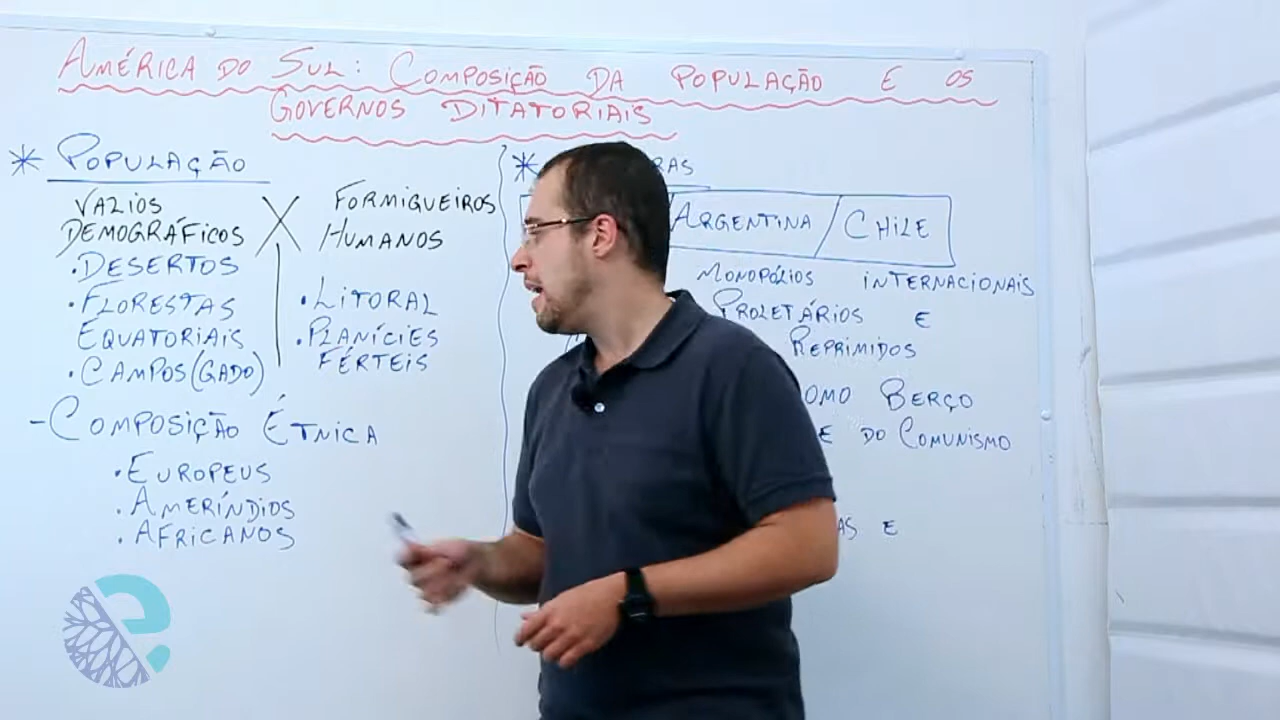 América do Sul: Composição da População e os
Governos Ditatoriais
* População
Vazios
Demográficos
X
Formigueiros
Humanos
• Desertos
• Florestas
Equatoriais
• Campos (Gado)
• Litoral
• Planícies
Férteis
- Composição Étnica
• Europeus
• Ameríndios
• Africanos
*
Argentina / Chile
Monopólios internacionais
Proletários e
Reprimidos
Berço
e do Comunismo
e